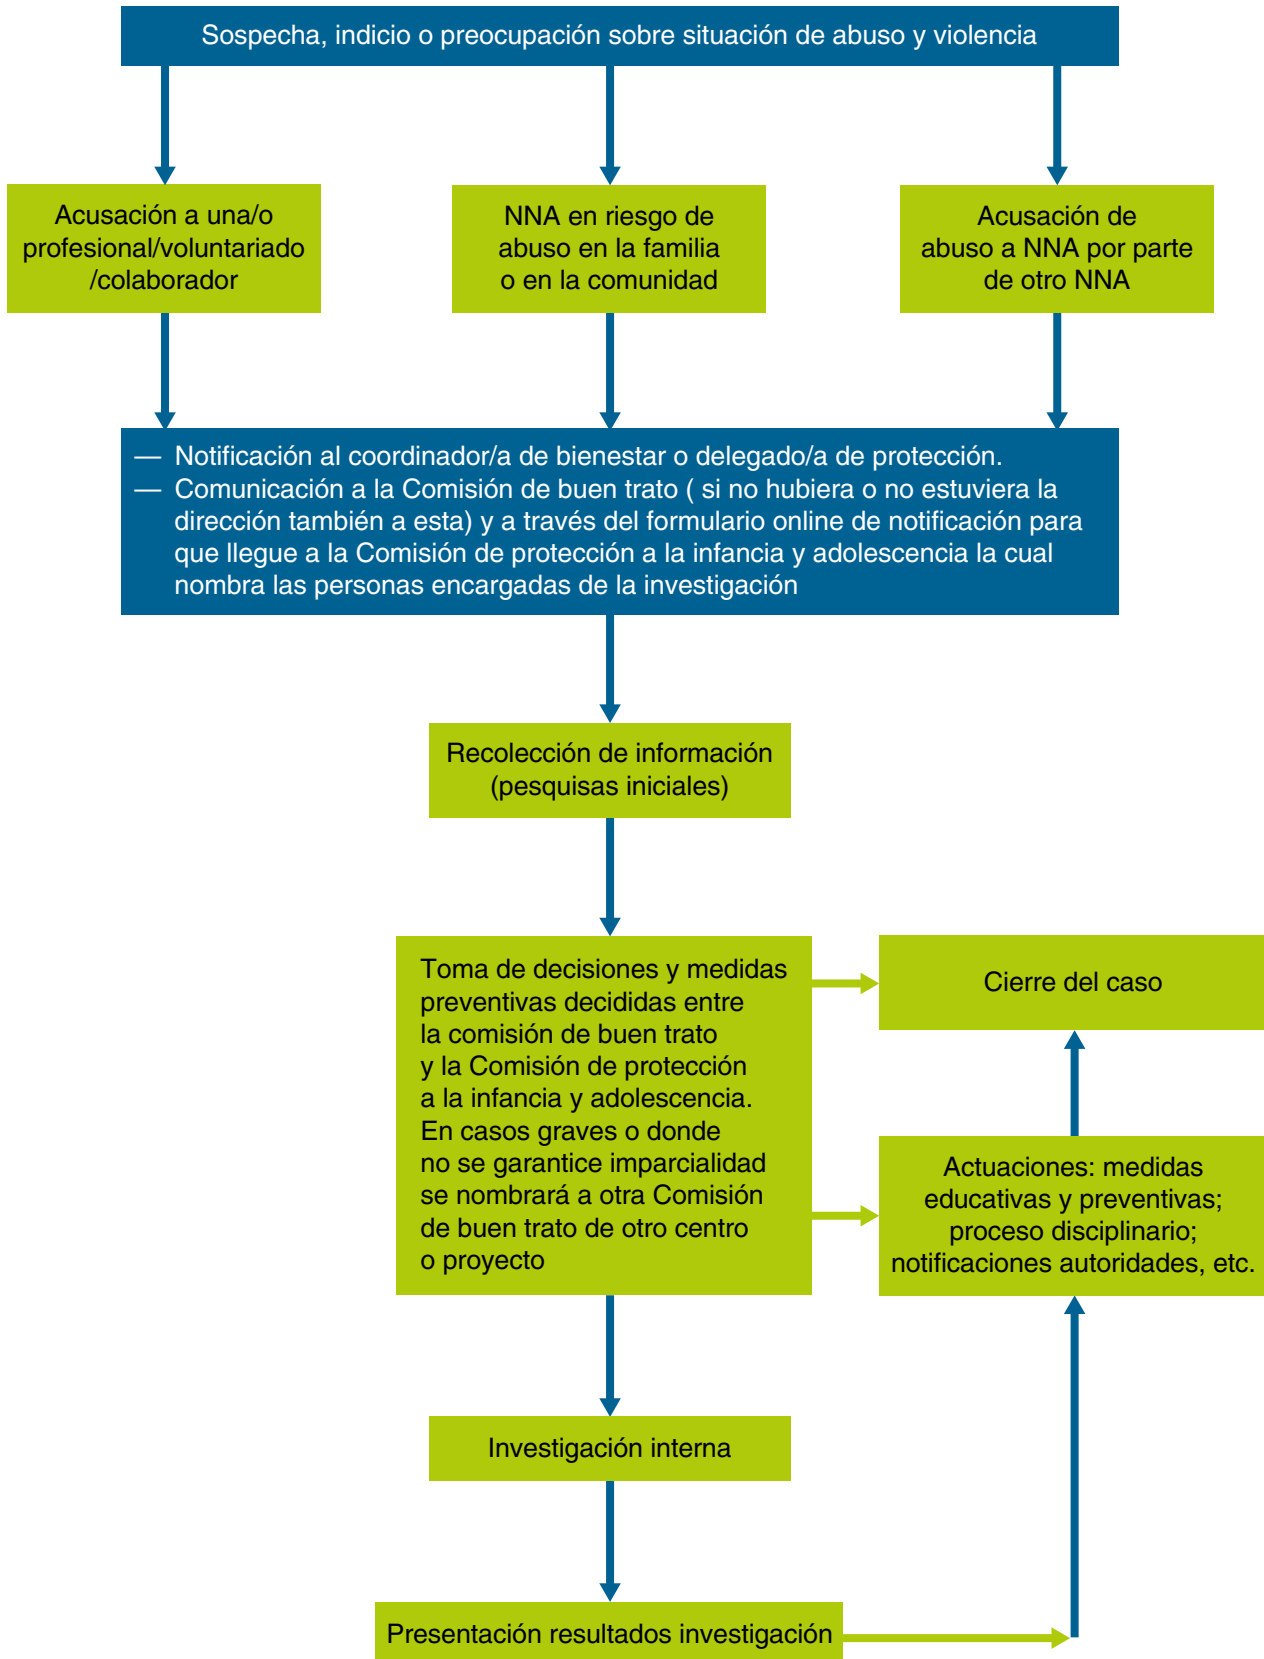 Sospecha, indicio o preocupación sobre situación de abuso y violencia
Acusación a una/o
profesional/voluntariado
/colaborador
NNA en riesgo de
abuso en la familia
o en la comunidad
Acusación de
abuso a NNA por parte
de otro NNA
— Notificación al coordinador/a de bienestar o delegado/a de protección.
— Comunicación a la Comisión de buen trato ( si no hubiera o no estuviera la
dirección también a esta) y a través del formulario online de notificación para
que llegue a la Comisión de protección a la infancia y adolescencia la cual
nombra las personas encargadas de la investigación
Recolección de información
(pesquisas iniciales)
Toma de decisiones y medidas
preventivas decididas entre
la comisión de buen trato
y la Comisión de protección
a la infancia y adolescencia.
En casos graves o donde
no se garantice imparcialidad
se nombrará a otra Comisión
de buen trato de otro centro
o proyecto
Cierre del caso
Actuaciones: medidas
educativas y preventivas;
proceso disciplinario;
notificaciones autoridades, etc.
Investigación interna
Presentación resultados investigación